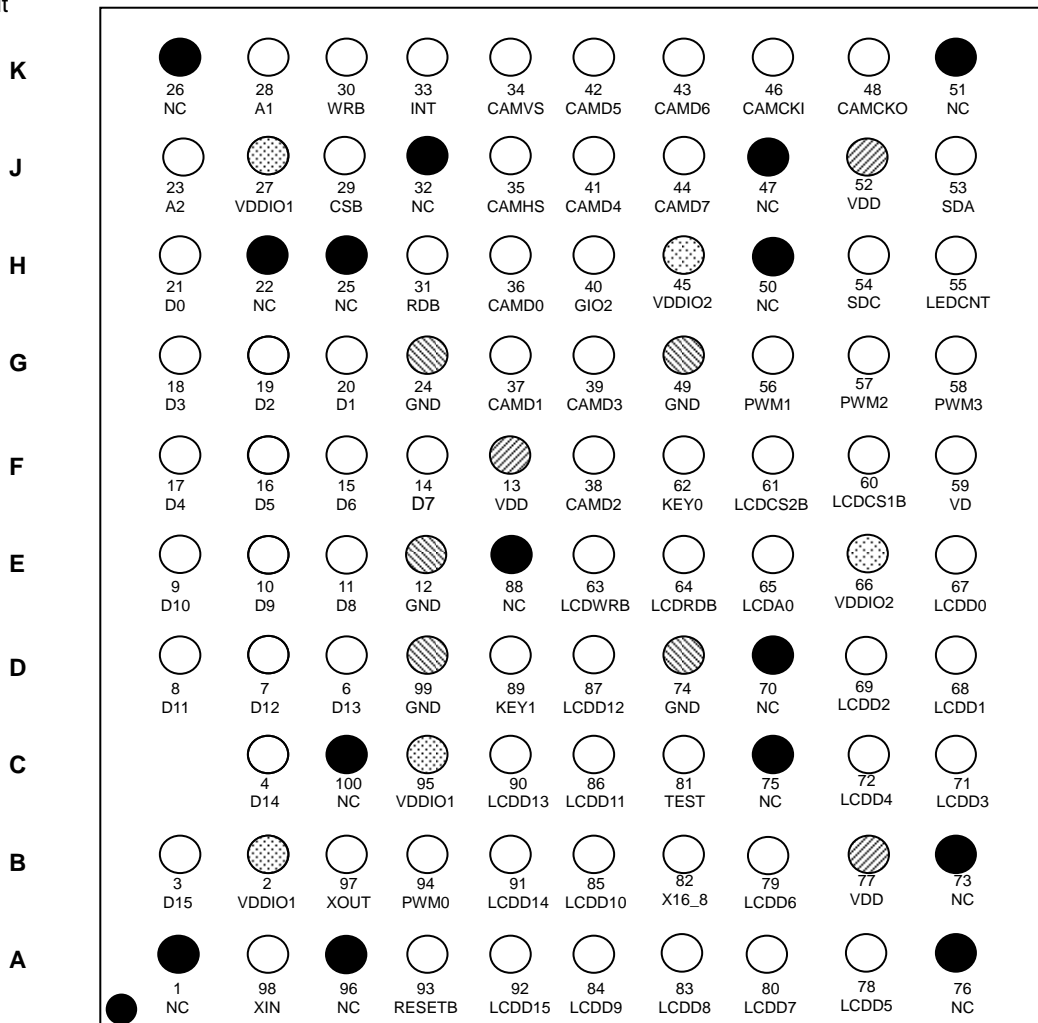 K
26 28 30 33 34 42 43 46 48 51
NC A1 WRB INT CAMVS CAMD5 CAMD6 CAMCKI CAMCKO NC
J
23 27 29 32 35 41 44 47 52 53
A2 VDDIO1 CSB NC CAMHS CAMD4 CAMD7 NC VDD SDA
H
21 22 25 31 36 40 45 50 54 55
D0 NC NC RDB CAMD0 GIO2 VDDIO2 NC SDC LEDCNT
G
18 19 20 24 37 39 49 56 57 58
D3 D2 D1 GND CAMD1 CAMD3 GND PWM1 PWM2 PWM3
F
17 16 15 14 13 38 62 61 60 59
D4 D5 D6 D7 VDD CAMD2 KEY0 LCDCS2B LCDCS1B VD
E
9 10 11 12 88 63 64 65 66 67
D10 D9 D8 GND NC LCDWRB LCDRDB LCDA0 VDDIO2 LCDD0
D
8 7 6 99 89 87 74 70 69 68
D11 D12 D13 GND KEY1 LCDD12 GND NC LCDD2 LCDD1
C
4 100 95 90 86 81 75 72 71
D14 NC VDDIO1 LCDD13 LCDD11 TEST NC LCDD4 LCDD3
B
3 2 97 94 91 85 82 79 77 73
D15 VDDIO1 XOUT PWM0 LCDD14 LCDD10 X16_8 LCDD6 VDD NC
A
1 98 96 93 92 84 83 80 78 76
NC XIN NC RESETB LCDD15 LCDD9 LCDD8 LCDD7 LCDD5 NC